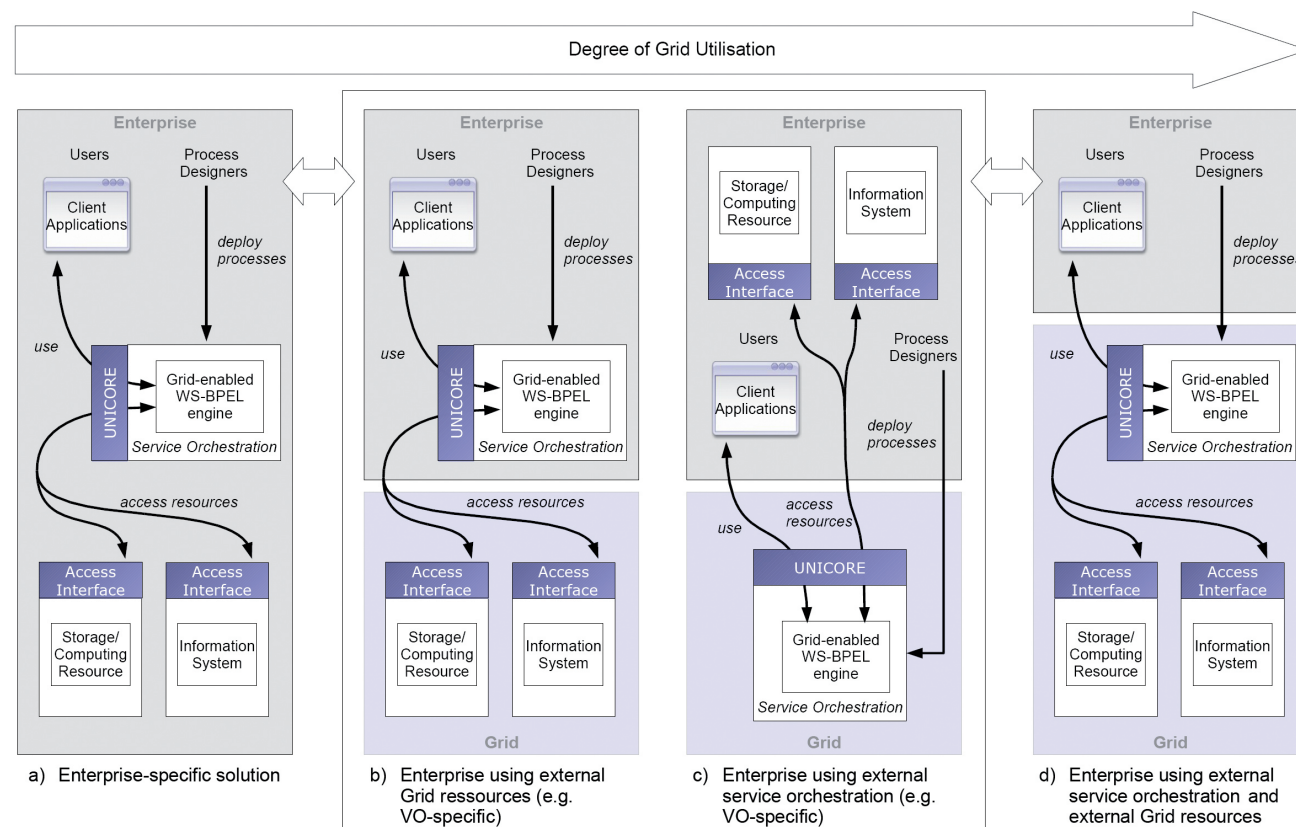 Degree of Grid Utilisation
Enterprise
Users
Process
Designers
Client
Applications
deploy
processes
use
UNICORE
Grid-enabled
WS-BPEL
engine
Service Orchestration
access resources
Access
Interface
Access
Interface
Storage/
Computing
Resource
Information
System
a) Enterprise-specific solution
Enterprise
Users
Process
Designers
Client
Applications
deploy
processes
use
UNICORE
Grid-enabled
WS-BPEL
engine
Service Orchestration
access resources
Access
Interface
Access
Interface
Storage/
Computing
Resource
Information
System
Grid
b) Enterprise using external
Grid ressources (e.g.
VO-specific)
Enterprise
Storage/
Computing
Resource
Information
System
Access
Interface
Access
Interface
Users
Process
Designers
Client
Applications
deploy
processes
use
access
resources
UNICORE
Grid-enabled
WS-BPEL
engine
Service Orchestration
Grid
c) Enterprise using external
service orchestration (e.g.
VO-specific)
Enterprise
Users
Process
Designers
Client
Applications
deploy
processes
use
UNICORE
Grid-enabled
WS-BPEL
engine
Service Orchestration
access resources
Access
Interface
Access
Interface
Storage/
Computing
Resource
Information
System
Grid
d) Enterprise using external
service orchestration and
external Grid resources